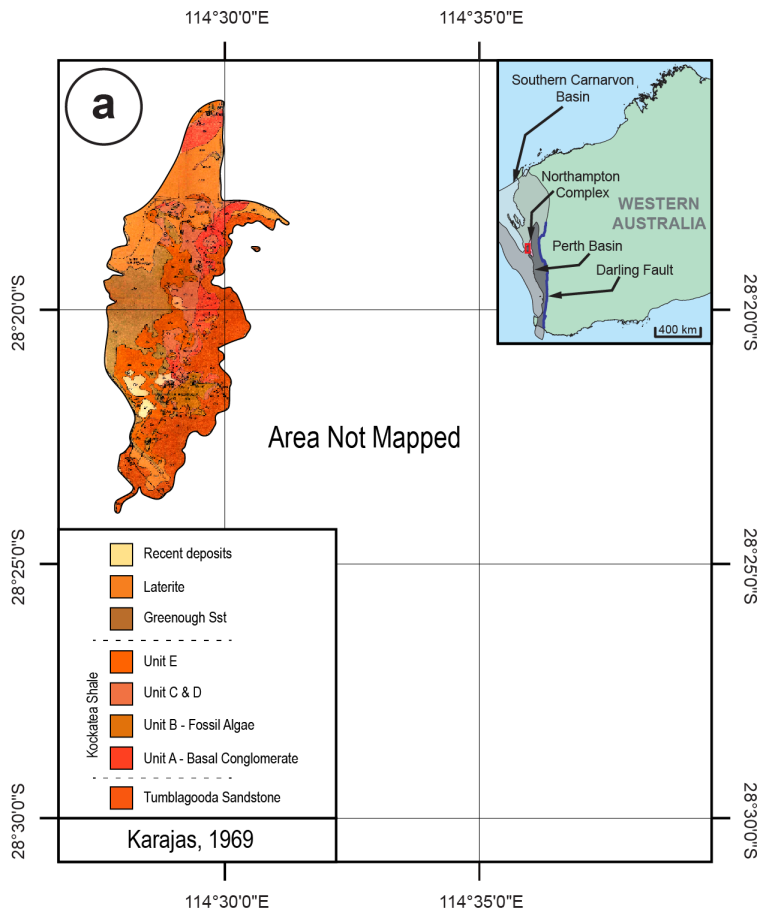 114°30'0"E
114°35'0"E
a
Southern Carnarvon
Basin
Northampton
Complex
WESTERN
AUSTRALIA
Perth Basin
Darling Fault
400 km
28°20'0"S
28°20'0"S
Area Not Mapped
28°25'0"S
28°25'0"S
Recent deposits
Laterite
Greenough Sst
Kockatea Shale
Unit E
Unit C & D
Unit B - Fossil Algae
Unit A - Basal Conglomerate
Tumblagooda Sandstone
28°30'0"S
28°30'0"S
Karajas, 1969
114°30'0"E
114°35'0"E